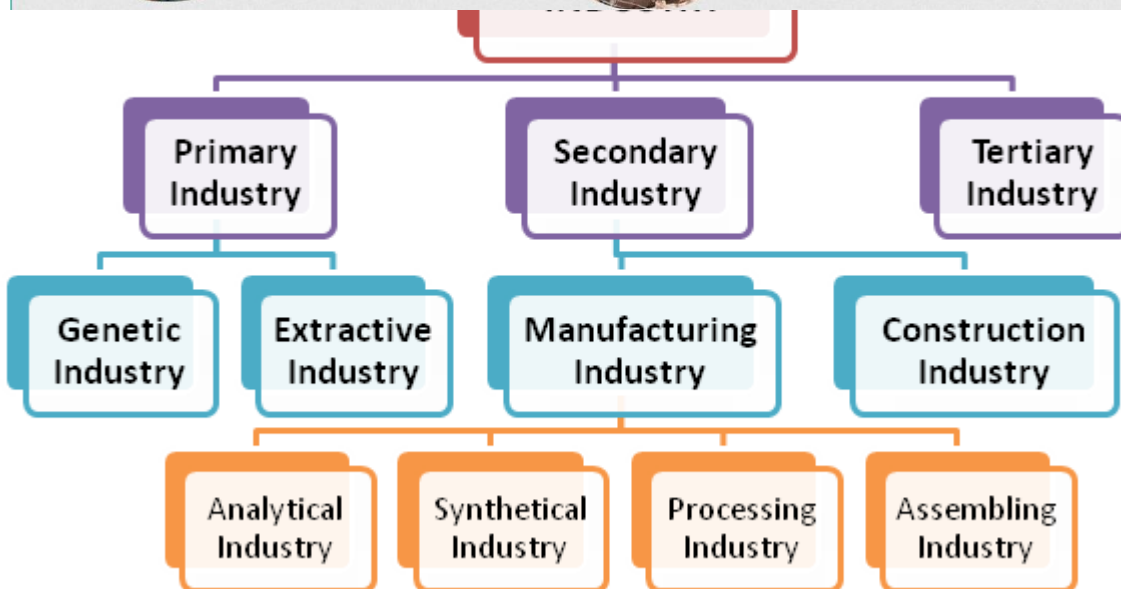 Primary
Industry
Secondary
Industry
Tertiary
Industry
Genetic
Industry
Extractive
Industry
Manufacturing
Industry
Construction
Industry
Analytical
Industry
Synthetical
Industry
Processing
Industry
Assembling
Industry